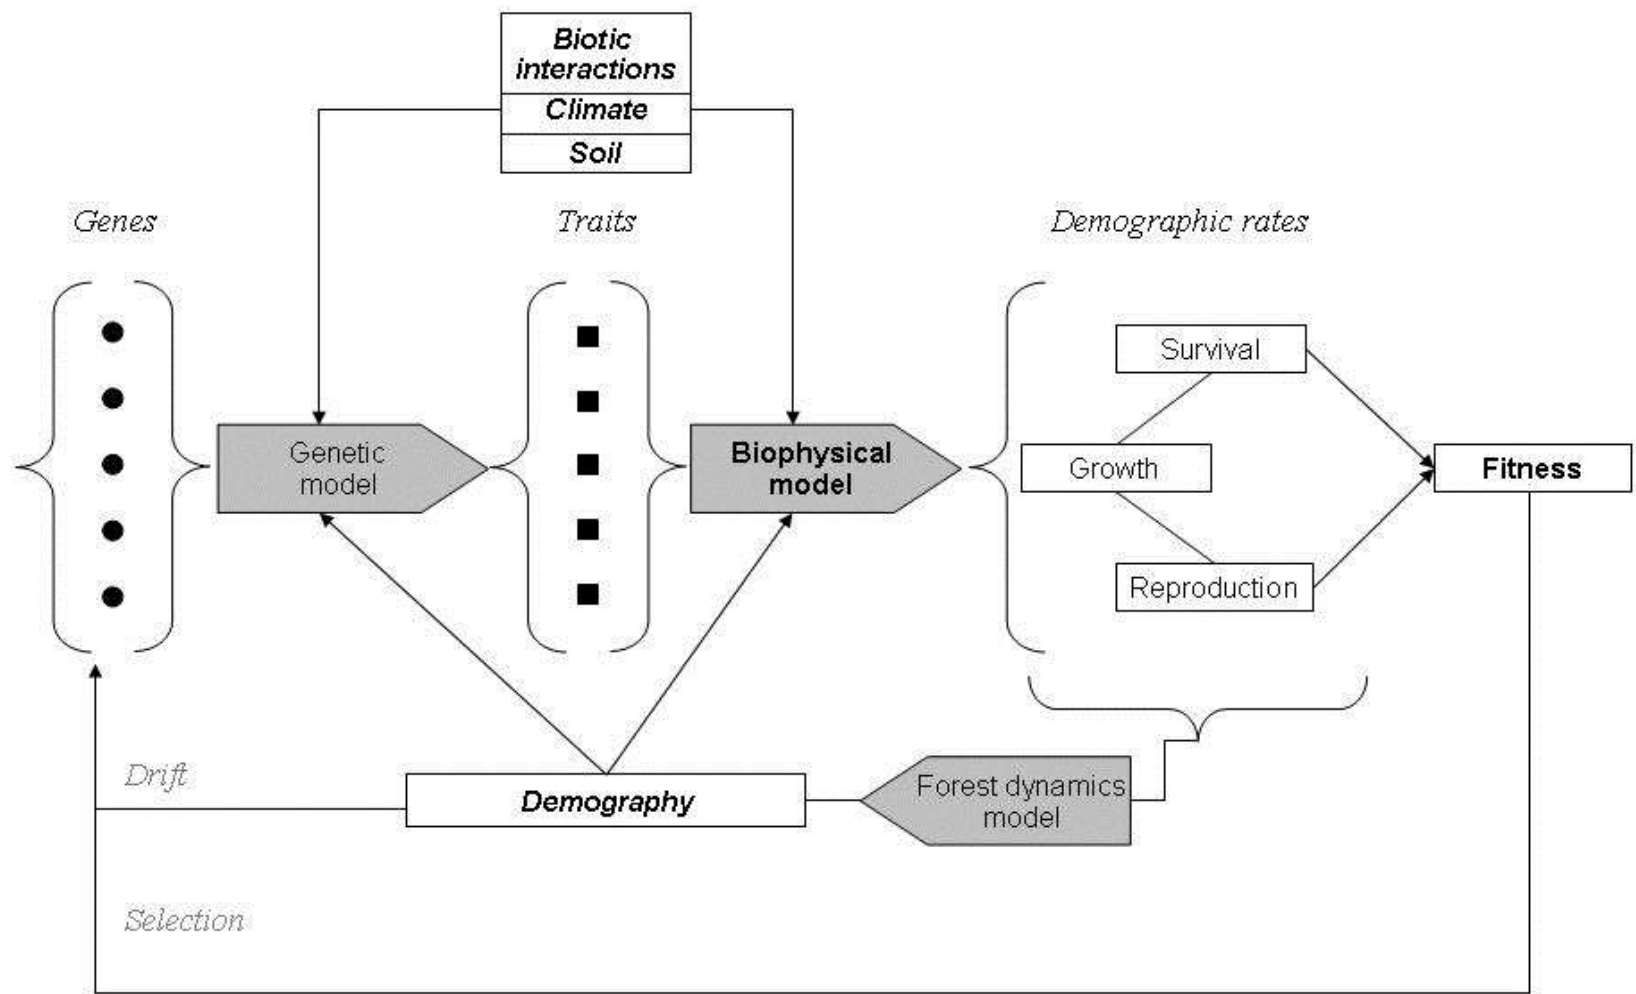 Biotic
interactions
Climate
Soil
Genes
Traits
Demographic rates
Survival
Genetic
model
Biophysical
model
Growth
Fitness
Reproduction
Drift
Demography
Forest dynamics
model
Selection